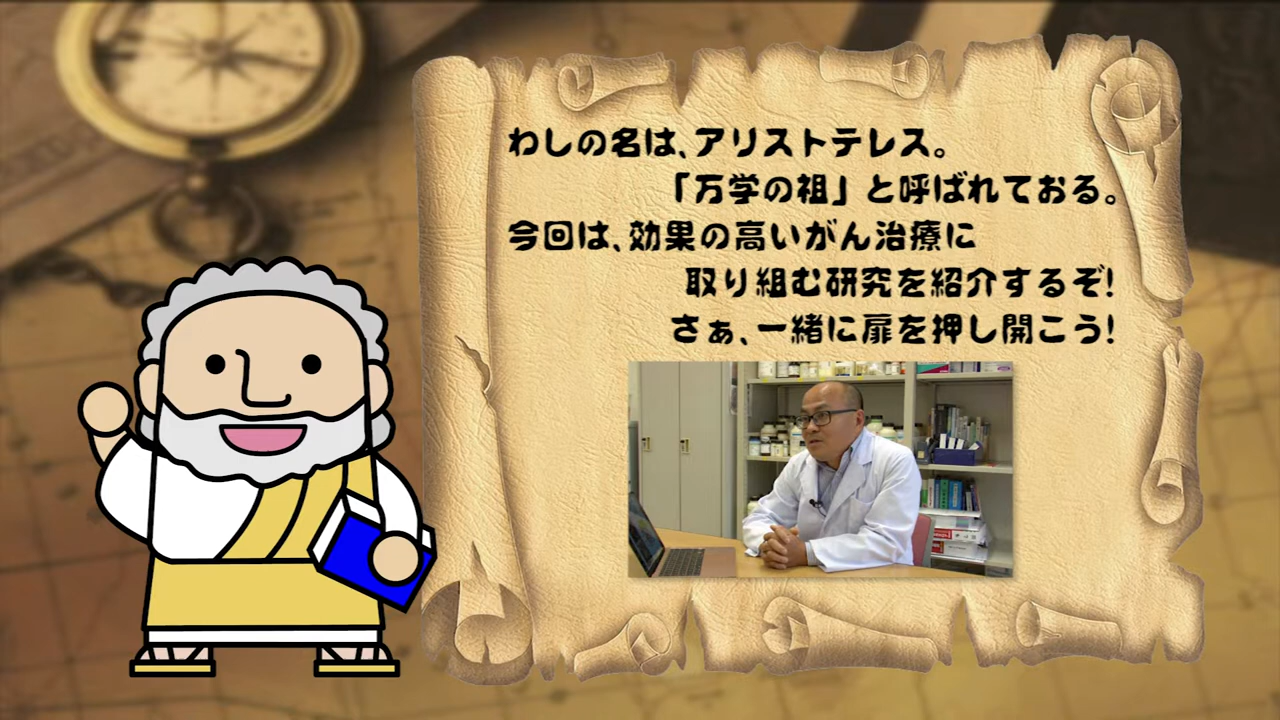 わしの名は、アリストテレス。
「万学の祖」と呼ばれておる。
今回は、効果の高いがん治療に
取り組む研究を紹介するぞ!
さぁ、一緒に扉を押し開こう!